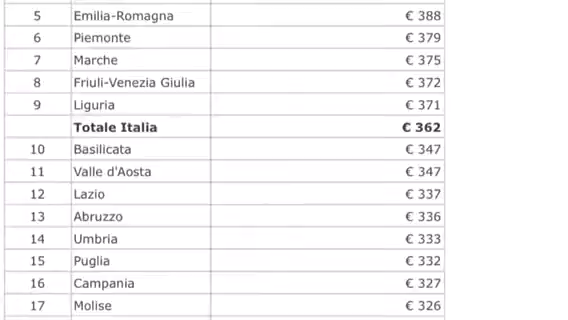 5 Emilia-Romagna € 388
6 Piemonte € 379
7 Marche € 375
8 Friuli-Venezia Giulia € 372
9 Liguria € 371
Totale Italia € 362
10 Basilicata € 347
11 Valle d'Aosta € 347
12 Lazio € 337
13 Abruzzo € 336
14 Umbria € 333
15 Puglia € 332
16 Campania € 327
17 Molise € 326